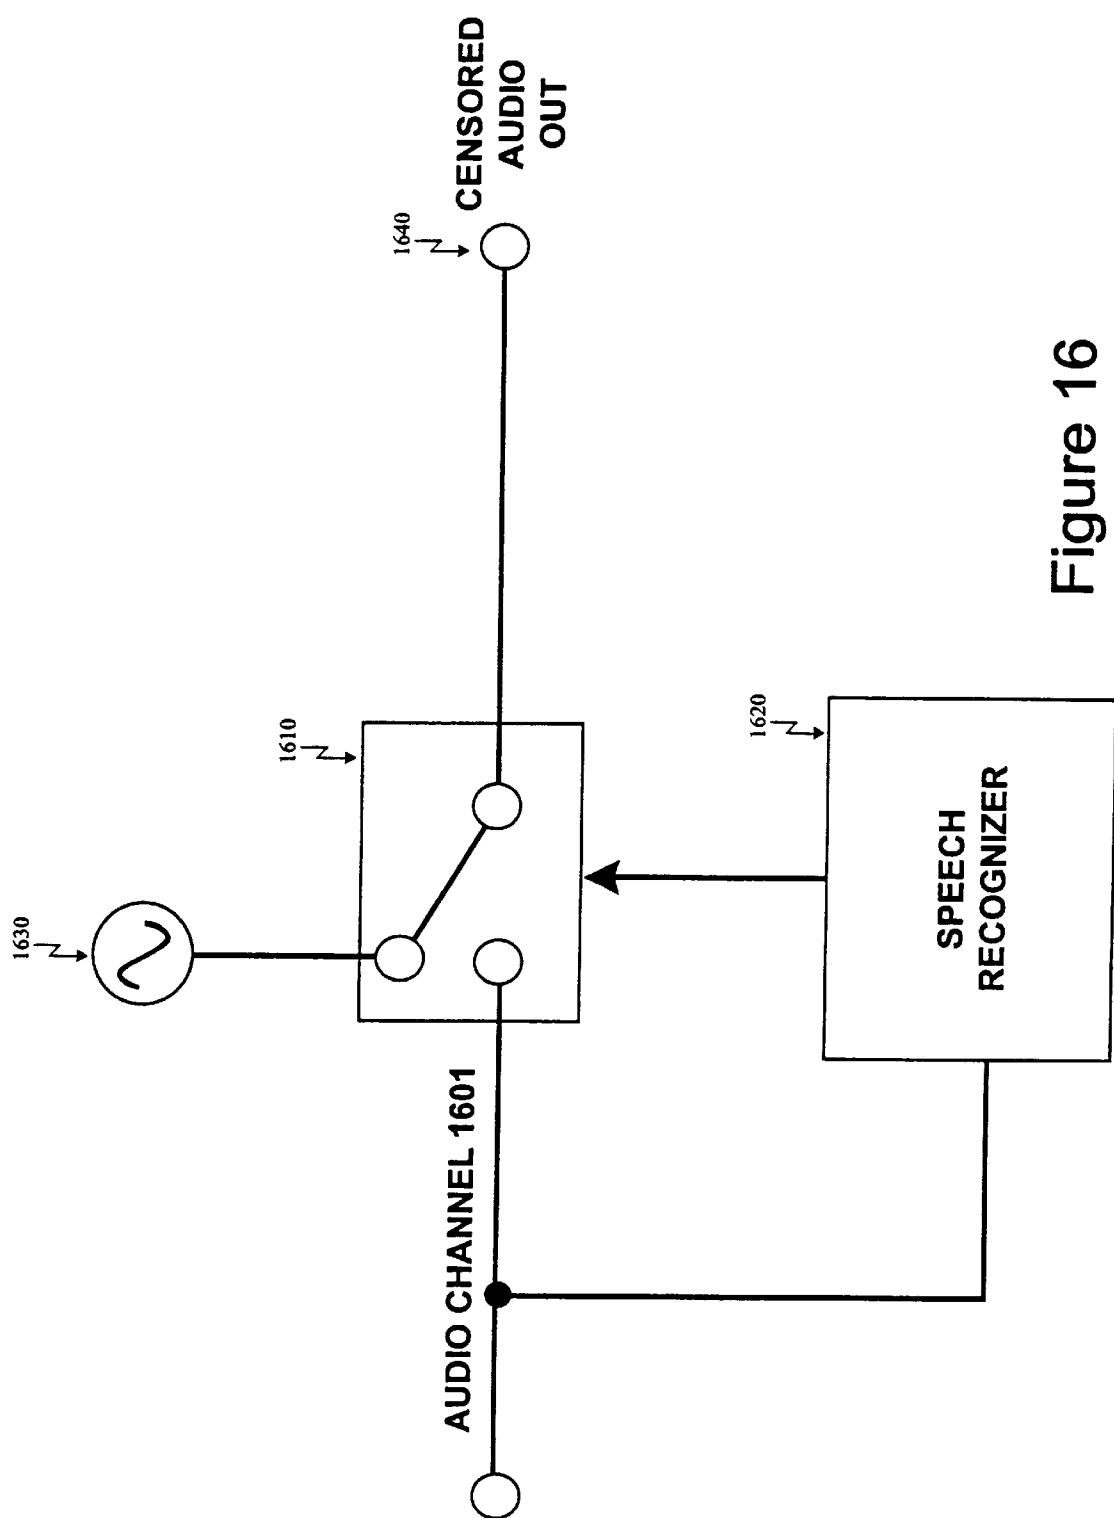 1630
1610
1640
CENSORED
AUDIO
OUT
AUDIO CHANNEL 1601
1620
SPEECH
RECOGNIZER
Figure 16